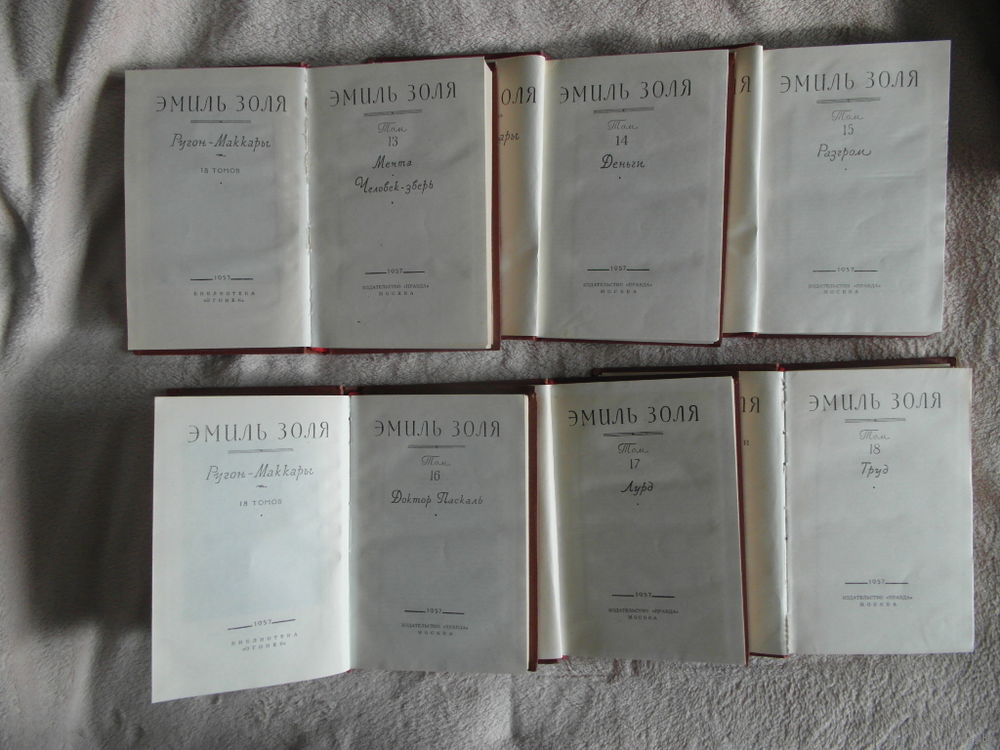 ЭМИЛЬ ЗОЛЯ
Ругон-Маккары
18 ТОМОВ
1957
БИБЛИОТЕКА
«ОГОНЕК»
ЭМИЛЬ ЗОЛЯ
Том
13
Мечта
Человек-зверь
1957
ИЗДАТЕЛЬСТВО «ПРАВДА»
МОСКВА
ЗОЛЯ
ары
ЭМИЛЬ ЗОЛЯ
Том
14
Деньги
1957
ИЗДАТЕЛЬСТВО «ПРАВДА»
МОСКВА
Я
ЭМИЛЬ ЗОЛЯ
Том
15
Разгром
1957
ИЗДАТЕЛЬСТВО «ПРАВДА»
МОСКВА
ЭМИЛЬ ЗОЛЯ
Ругон-Маккары
18 ТОМОВ
1957
БИБЛИОТЕКА
«ОГОНЕК»
ЭМИЛЬ ЗОЛЯ
Том
16
Доктор Паскаль
1957
ИЗДАТЕЛЬСТВО «ПРАВДА»
МОСКВА
ЭМИЛЬ ЗОЛЯ
Том
17
Лурд
1957
ИЗДАТЕЛЬСТВО «ПРАВДА»
МОСКВА
ЛЯ
ЭМИЛЬ ЗОЛЯ
Том
18
Труд
1957
ИЗДАТЕЛЬСТВО «ПРАВДА»
МОСКВА